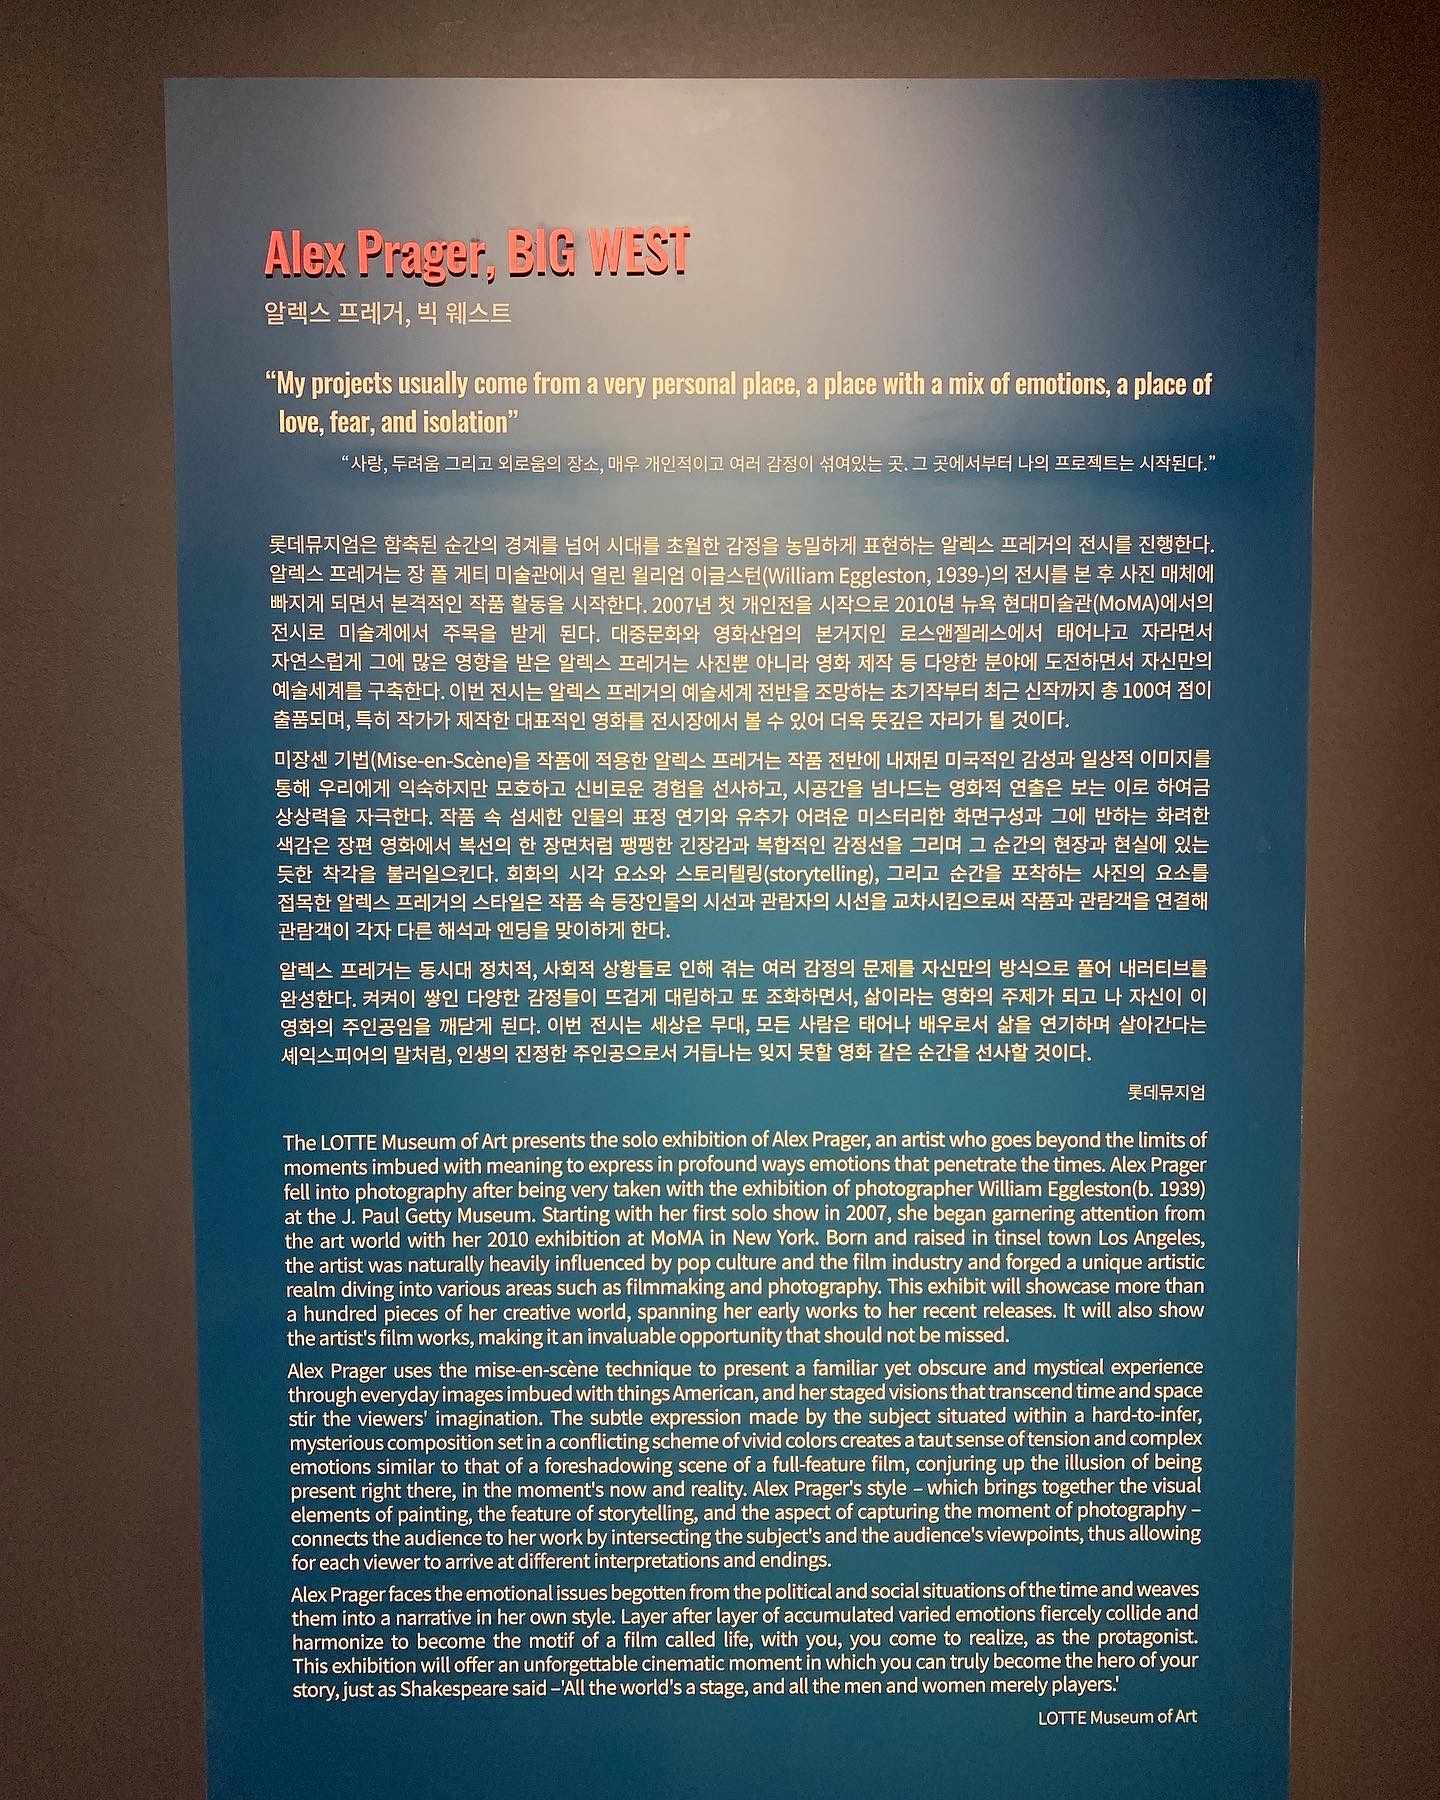 Alex Prager, BIG WEST
알렉스 프레거, 빅 웨스트
“My projects usually come from a very personal place, a place with a mix of emotions, a place of
love, fear, and isolation”
“사랑, 두려움 그리고 외로움의 장소, 매우 개인적이고 여러 감정이 섞여있는 곳. 그 곳에서부터 나의 프로젝트는 시작된다.”
롯데뮤지엄은 함축된 순간의 경계를 넘어 시대를 초월한 감정을 농밀하게 표현하는 알렉스 프레거의 전시를 진행한다.
알렉스 프레거는 장 폴 게티 미술관에서 열린 윌리엄 이글스턴(William Eggleston, 1939-)의 전시를 본 후 사진 매체에
빠지게 되면서 본격적인 작품 활동을 시작한다. 2007년 첫 개인전을 시작으로 2010년 뉴욕 현대미술관(MoMA)에서의
전시로 미술계에서 주목을 받게 된다. 대중문화와 영화산업의 본거지인 로스앤젤레스에서 태어나고 자라면서
자연스럽게 그에 많은 영향을 받은 알렉스 프레거는 사진뿐 아니라 영화 제작 등 다양한 분야에 도전하면서 자신만의
예술세계를 구축한다. 이번 전시는 알렉스 프레거의 예술세계 전반을 조망하는 초기작부터 최근 신작까지 총 100여 점이
출품되며, 특히 작가가 제작한 대표적인 영화를 전시장에서 볼 수 있어 더욱 뜻깊은 자리가 될 것이다.
미장센 기법(Mise-en-Scène)을 작품에 적용한 알렉스 프레거는 작품 전반에 내재된 미국적인 감성과 일상적 이미지를
통해 우리에게 익숙하지만 모호하고 신비로운 경험을 선사하고, 시공간을 넘나드는 영화적 연출은 보는 이로 하여금
상상력을 자극한다. 작품 속 섬세한 인물의 표정 연기와 유추가 어려운 미스터리한 화면구성과 그에 반하는 화려한
색감은 장편 영화에서 복선의 한 장면처럼 팽팽한 긴장감과 복합적인 감정선을 그리며 그 순간의 현장과 현실에 있는
듯한 착각을 불러일으킨다. 회화의 시각 요소와 스토리텔링(storytelling), 그리고 순간을 포착하는 사진의 요소를
접목한 알렉스 프레거의 스타일은 작품 속 등장인물의 시선과 관람자의 시선을 교차시킴으로써 작품과 관람객을 연결해
관람객이 각자 다른 해석과 엔딩을 맞이하게 한다.
알렉스 프레거는 동시대 정치적, 사회적 상황들로 인해 겪는 여러 감정의 문제를 자신만의 방식으로 풀어 내러티브를
완성한다. 켜켜이 쌓인 다양한 감정들이 뜨겁게 대립하고 또 조화하면서, 삶이라는 영화의 주제가 되고 나 자신이 이
영화의 주인공임을 깨닫게 된다. 이번 전시는 세상은 무대, 모든 사람은 태어나 배우로서 삶을 연기하며 살아간다는
셰익스피어의 말처럼, 인생의 진정한 주인공으로서 거듭나는 잊지 못할 영화 같은 순간을 선사할 것이다.
롯데뮤지엄
The LOTTE Museum of Art presents the solo exhibition of Alex Prager, an artist who goes beyond the limits of
moments imbued with meaning to express in profound ways emotions that penetrate the times. Alex Prager
fell into photography after being very taken with the exhibition of photographer William Eggleston(b. 1939)
at the J. Paul Getty Museum. Starting with her first solo show in 2007, she began garnering attention from
the art world with her 2010 exhibition at MoMA in New York. Born and raised in tinsel town Los Angeles,
the artist was naturally heavily influenced by pop culture and the film industry and forged a unique artistic
realm diving into various areas such as filmmaking and photography. This exhibit will showcase more than
a hundred pieces of her creative world, spanning her early works to her recent releases. It will also show
the artist's film works, making it an invaluable opportunity that should not be missed.
Alex Prager uses the mise-en-scène technique to present a familiar yet obscure and mystical experience
through everyday images imbued with things American, and her staged visions that transcend time and space
stir the viewers' imagination. The subtle expression made by the subject situated within a hard-to-infer,
mysterious composition set in a conflicting scheme of vivid colors creates a taut sense of tension and complex
emotions similar to that of a foreshadowing scene of a full-feature film, conjuring up the illusion of being
present right there, in the moment's now and reality. Alex Prager's style – which brings together the visual
elements of painting, the feature of storytelling, and the aspect of capturing the moment of photography –
connects the audience to her work by intersecting the subject's and the audience's viewpoints, thus allowing
for each viewer to arrive at different interpretations and endings.
Alex Prager faces the emotional issues begotten from the political and social situations of the time and weaves
them into a narrative in her own style. Layer after layer of accumulated varied emotions fiercely collide and
harmonize to become the motif of a film called life, with you, you come to realize, as the protagonist.
This exhibition will offer an unforgettable cinematic moment in which you can truly become the hero of your
story, just as Shakespeare said –'All the world's a stage, and all the men and women merely players.'
LOTTE Museum of Art